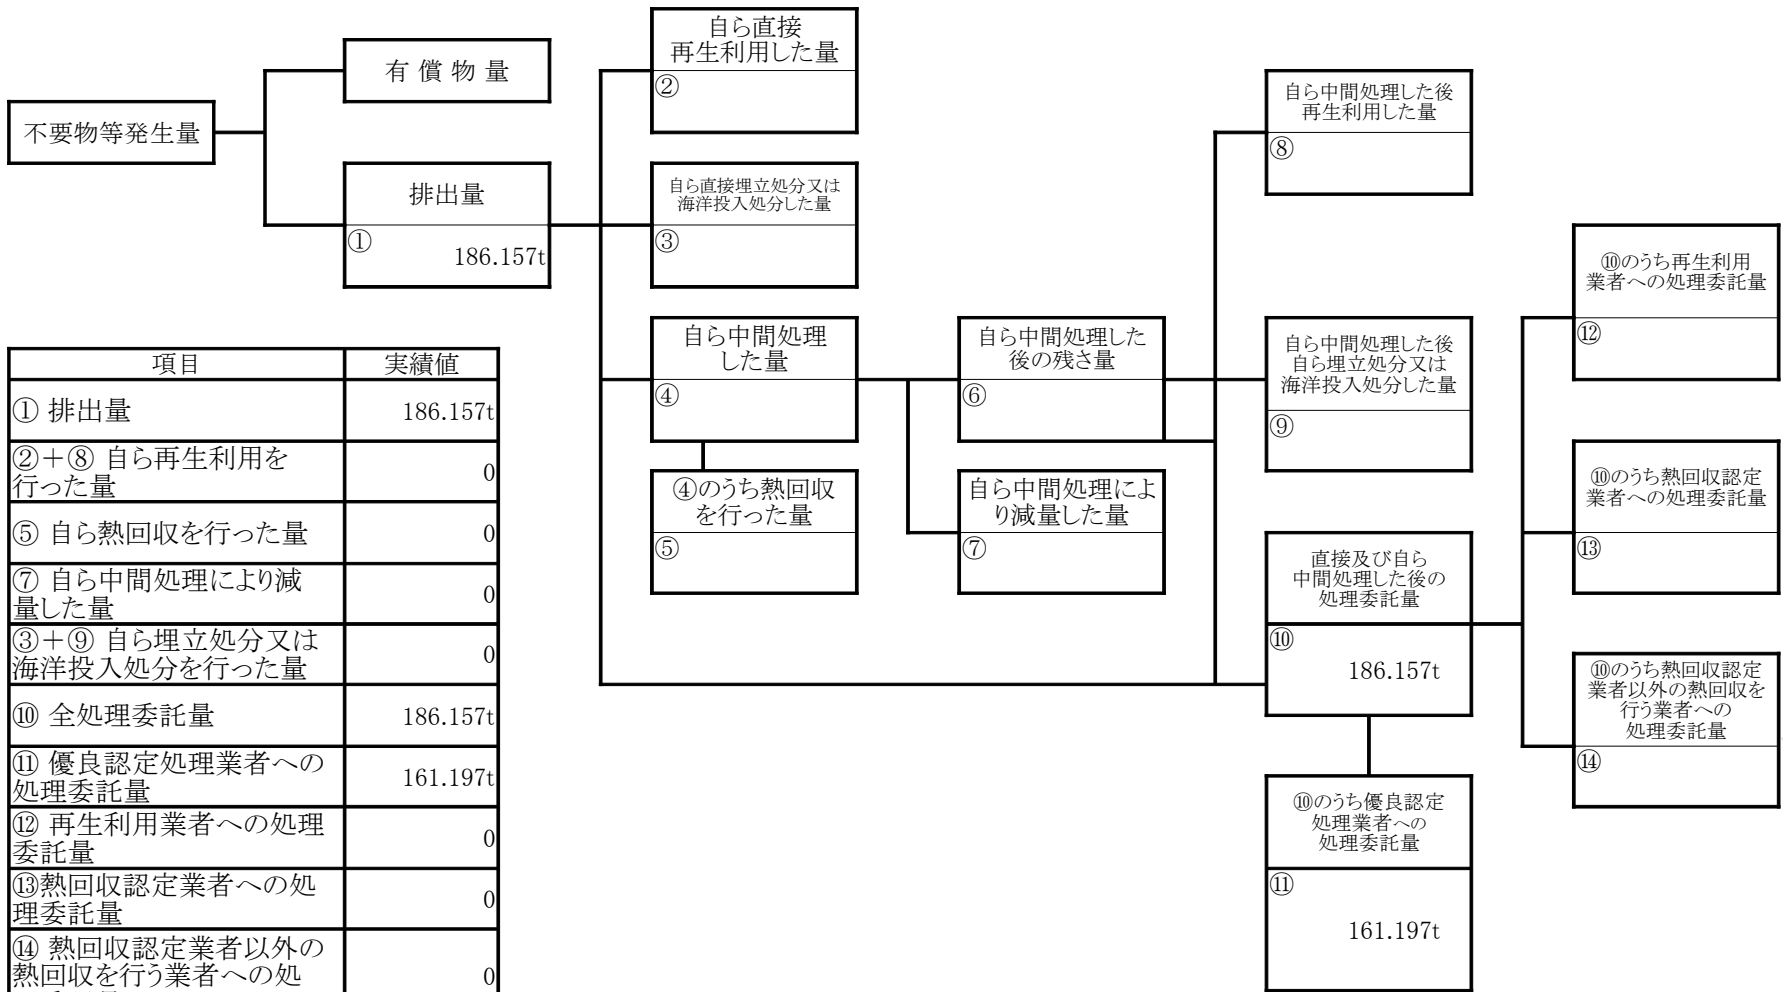 不要物等発生量
有 償 物 量
排出量
①
186.157t
自ら直接
再生利用した量
②
自ら直接埋立処分又は
海洋投入処分した量
③
自ら中間処理
した量
④
④のうち熱回収
を行った量
⑤
自ら中間処理した
後の残さ量
⑥
自ら中間処理によ
り減量した量
⑦
自ら中間処理した後
再生利用した量
⑧
自ら中間処理した後
自ら埋立処分又は
海洋投入処分した量
⑨
直接及び自ら
中間処理した後の
処理委託量
⑩
186.157t
⑩のうち優良認定
処理業者への
処理委託量
⑪
161.197t
⑩のうち再生利用
業者への処理委託量
⑫
⑩のうち熱回収認定
業者への処理委託量
⑬
⑩のうち熱回収認定
業者以外の熱回収を
行う業者への
処理委託量
⑭
項目 実績値
① 排出量 186.157t
②+⑧ 自ら再生利用を
行った量 0
⑤ 自ら熱回収を行った量 0
⑦ 自ら中間処理により減
量した量 0
③+⑨ 自ら埋立処分又は
海洋投入処分を行った量 0
⑩ 全処理委託量 186.157t
⑪ 優良認定処理業者への
処理委託量 161.197t
⑫ 再生利用業者への処理
委託量 0
⑬熱回収認定業者への処
理委託量 0
⑭ 熱回収認定業者以外の
熱回収を行う業者への処 0